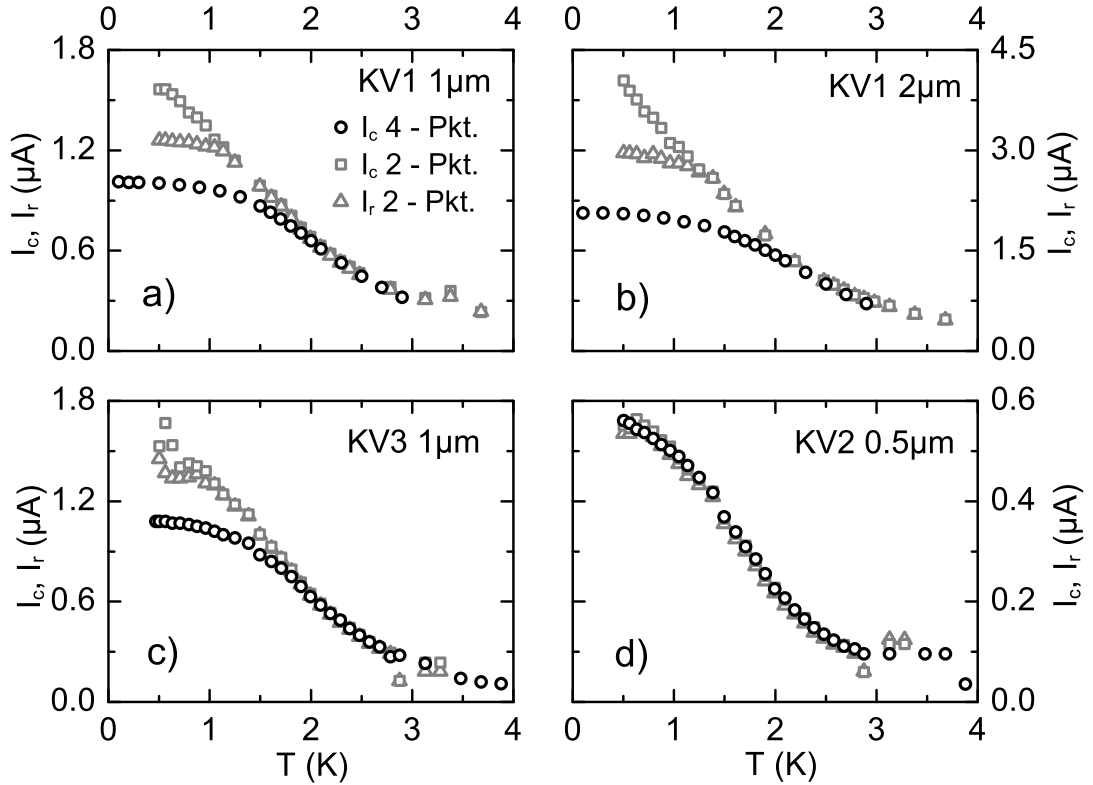 0 1 2 3 4 0 1 2 3 4
1.8 4.5
KV1 1µm KV1 2µm
I_c 4 - Pkt.
1.2 I_c 2 - Pkt. 3.0
I_r 2 - Pkt.
I_c, I_r (µA) I_c, I_r (µA)
0.6 1.5
a) b)
0.0 0.0
1.8 0.6
KV3 1µm KV2 0.5µm
1.2 0.4
I_c, I_r (µA) I_c, I_r (µA)
0.6 0.2
c) d)
0.0 0.0
0 1 2 3 4 0 1 2 3 4
T (K) T (K)